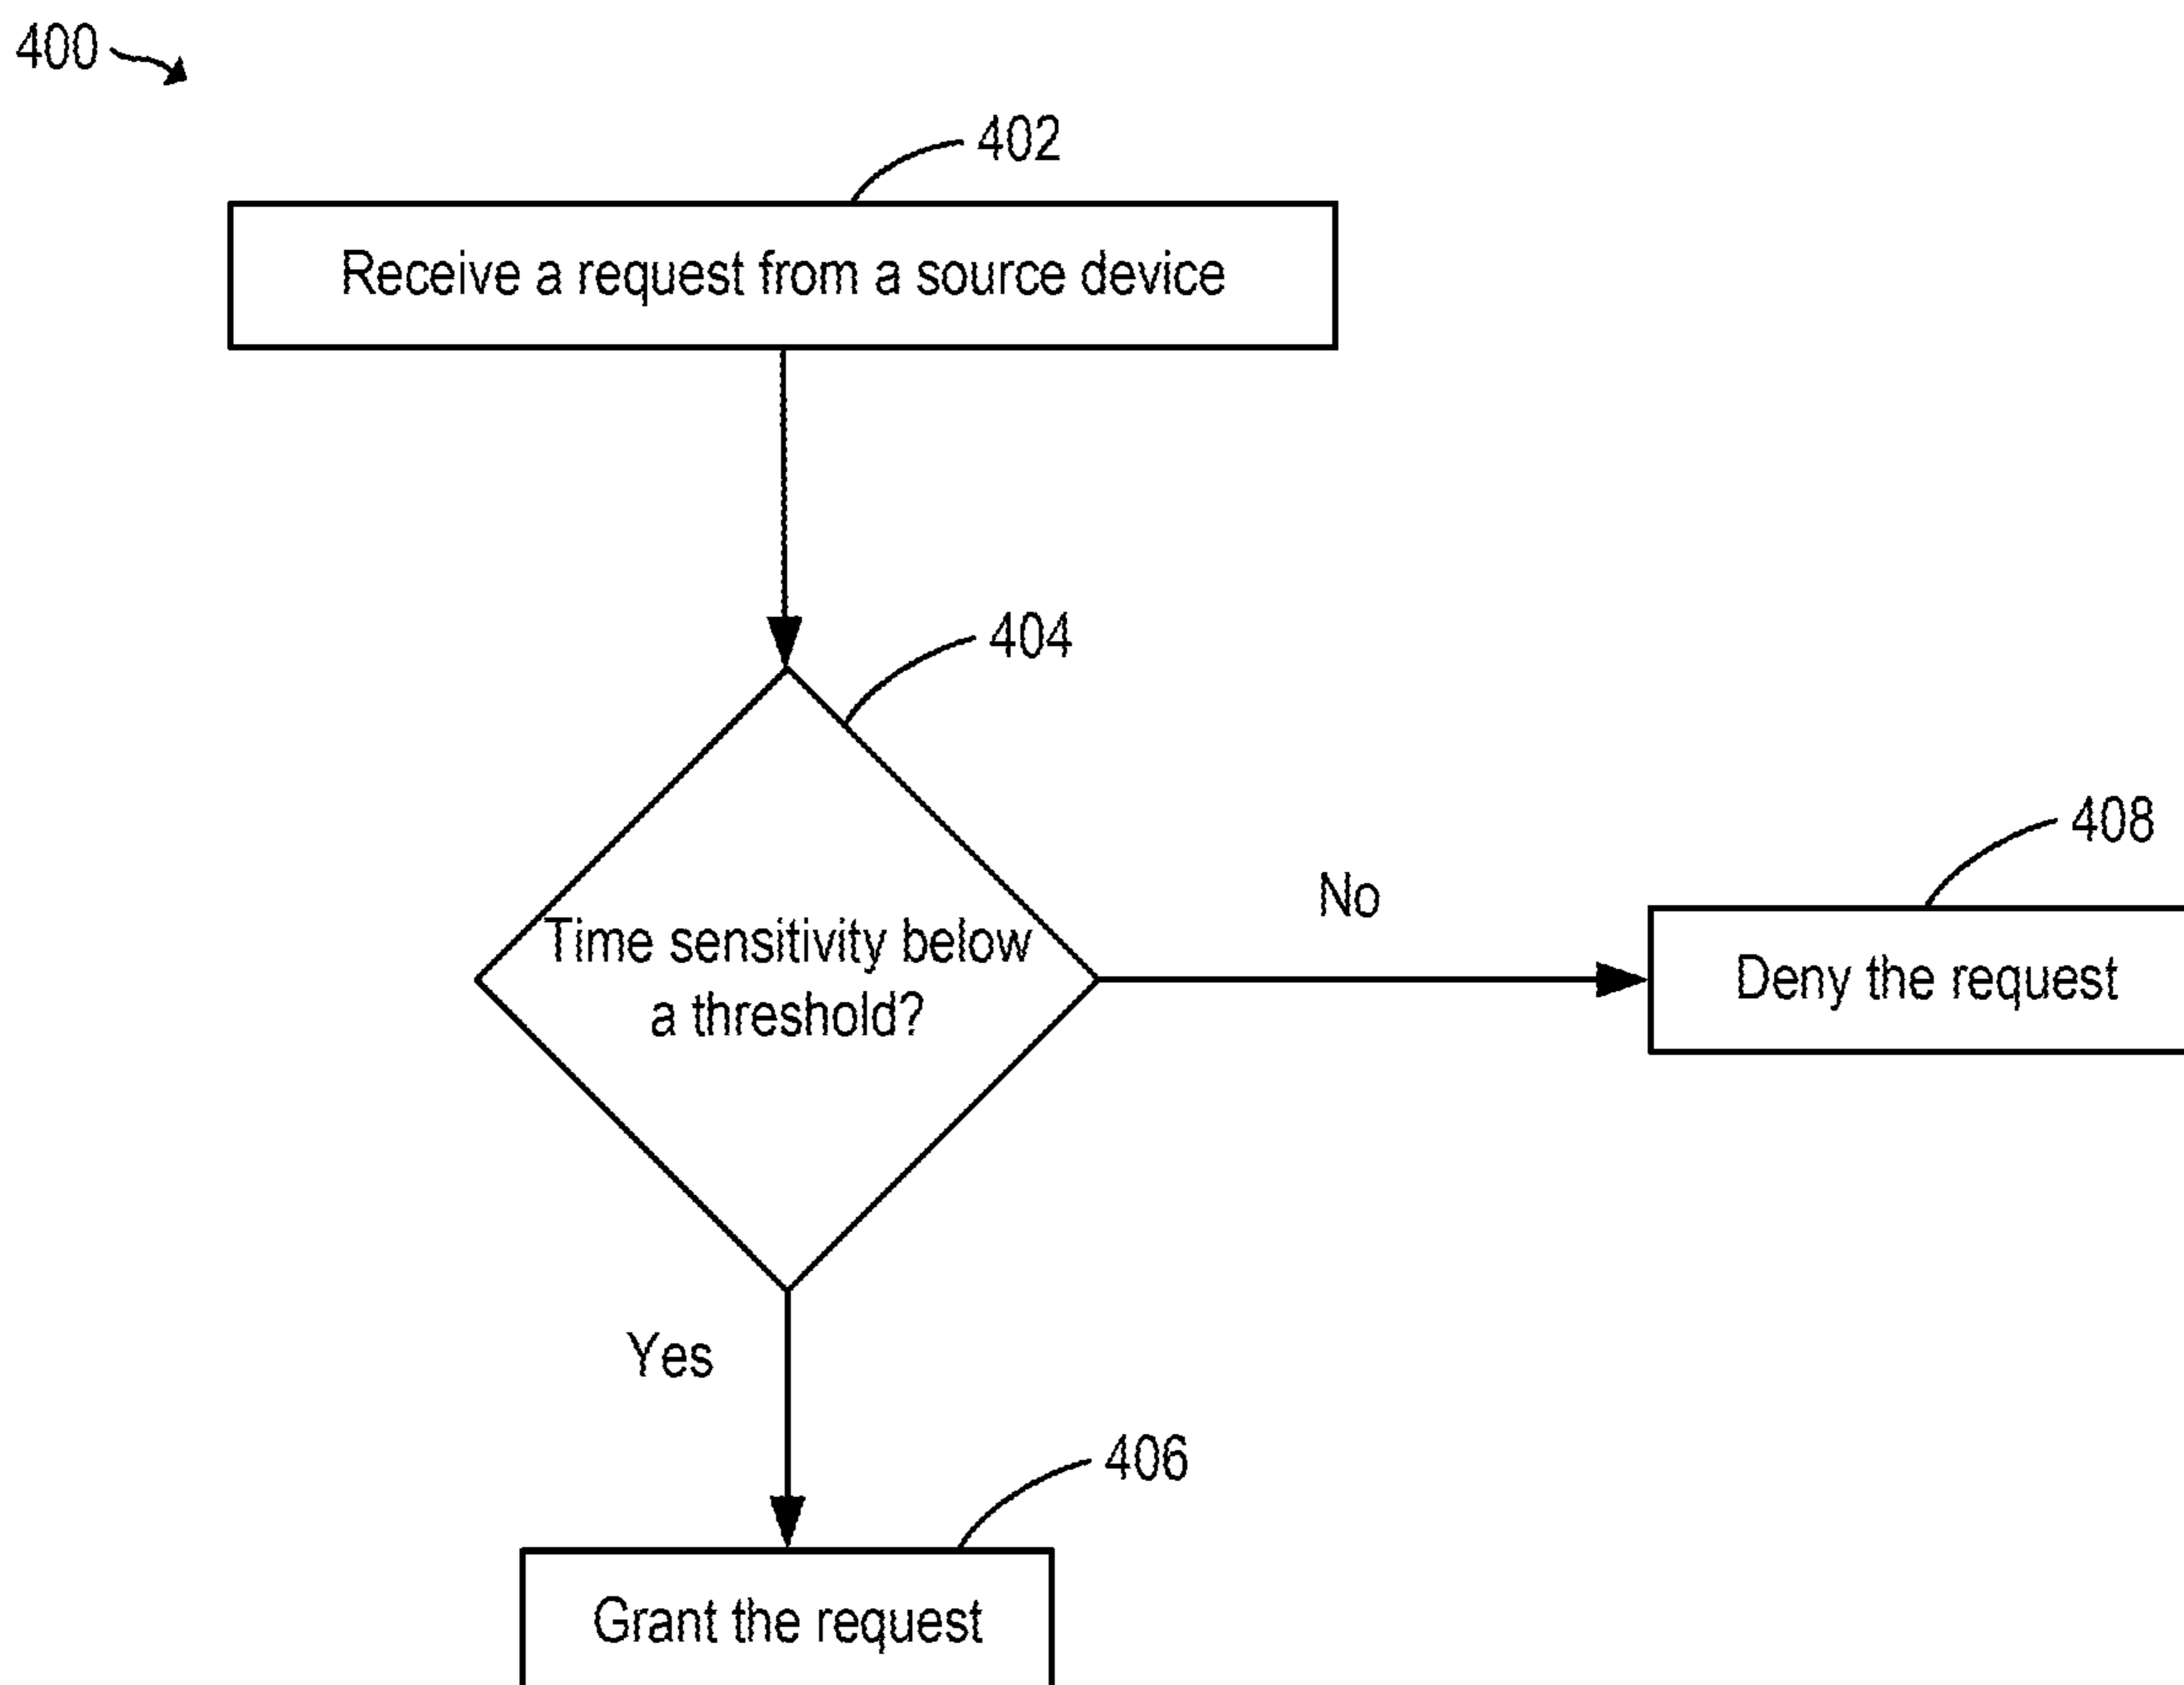 400
402
Receive a request from a source device
404
Time sensitivity below
a threshold?
No
408
Deny the request
Yes
406
Grant the request